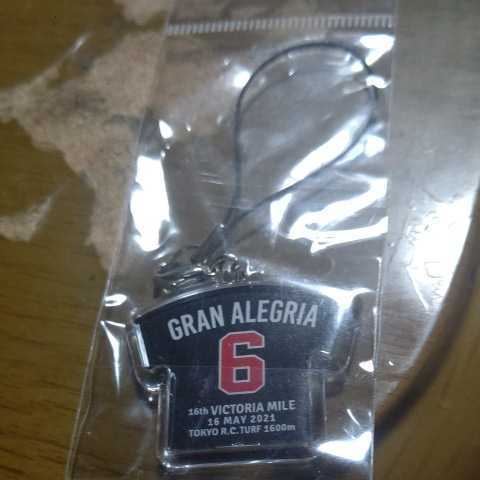 GRAN ALEGRIA
6
16th VICTORIA MILE
16 MAY 2021
TOKYO R.C. TURF 1600m